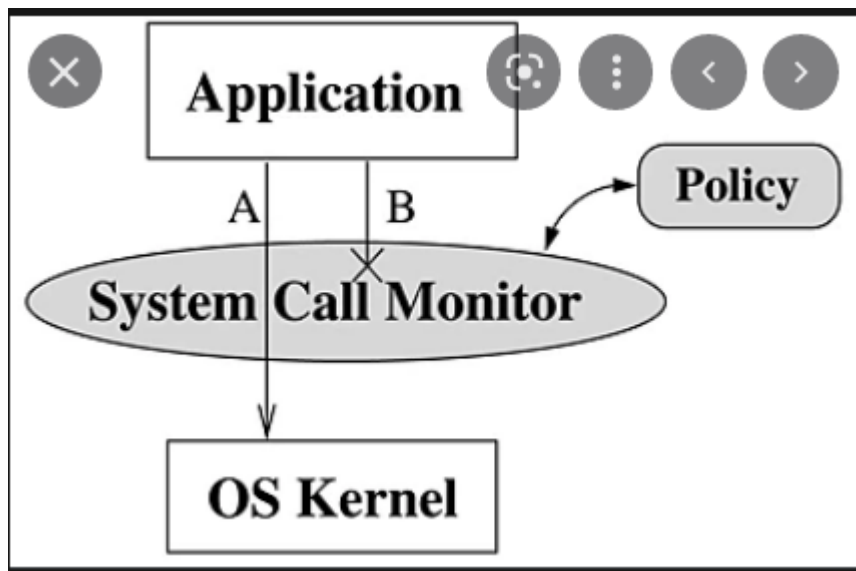 Application
Policy
A
B
System Call Monitor
OS Kernel